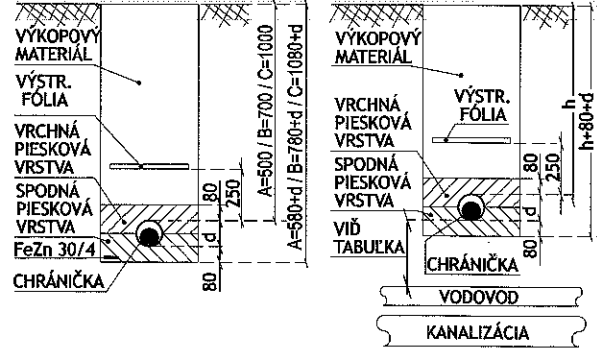 VÝKOPOVÝ
MATERIÁL
VÝSTR.
FÓLIA
VRCHNÁ
PIESKOVÁ
VRSTVA
SPODNÁ
PIESKOVÁ
VRSTVA
FeZn 30/4
CHRÁNIČKA
80
250
d
80
A=500 / B=700 / C=1000
A=580+d / B=780+d / C=1080+d
VÝKOPOVÝ
MATERIÁL
VRCHNÁ
PIESKOVÁ
VRSTVA
VÝSTR.
FÓLIA
SPODNÁ
PIESKOVÁ
VRSTVA
VIĎ
TABUĽKA
CHRÁNIČKA
80
250
d
80
h
h+80+d
VODOVOD
KANALIZÁCIA